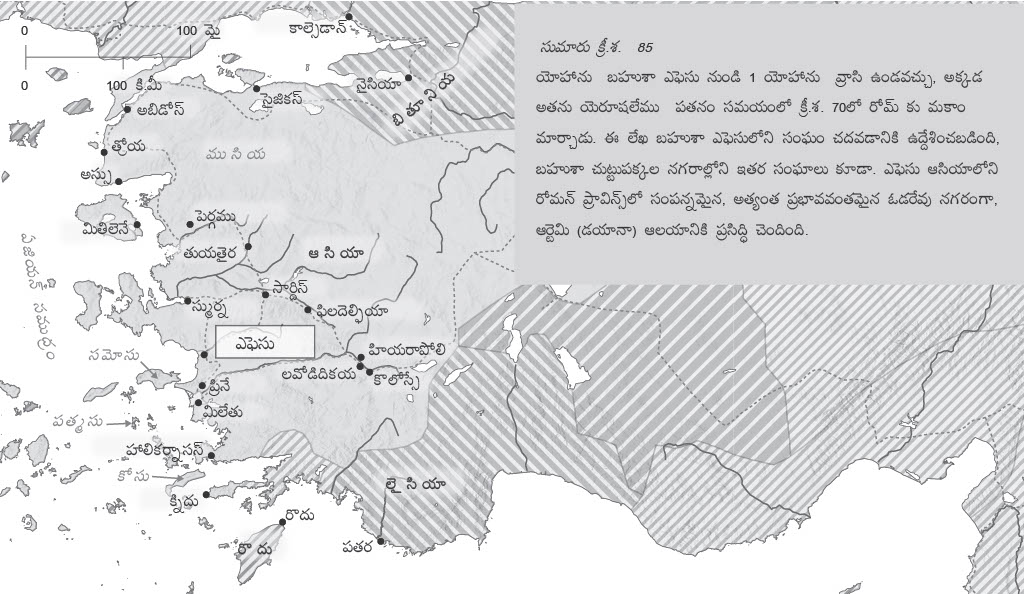 సుమారు క్రీ.శ. 85
యోహాను బహుశా ఎఫెసు నుండి 1 యోహాను వ్రాసి ఉండవచ్చు, అక్కడ
అతను యెరూషలేము పతనం సమయంలో క్రీ.శ. 70లో రోమ్ కు మకాం
మార్చాడు. ఈ లేఖ బహుశా ఎఫెసులోని సంఘం చదవడానికి ఉద్దేశించబడింది,
బహుశా చుట్టుపక్కల నగరాల్లోని ఇతర సంఘాలు కూడా. ఎఫెసు ఆసియాలోని
రోమన్ ప్రావిన్స్‌లో సంపన్నమైన, అత్యంత ప్రభావవంతమైన ఓడరేవు నగరంగా,
ఆర్టెమి (డయానా) ఆలయానికి ప్రసిద్ధి చెందింది.
0 100 మై
0 100 కి.మీ
కాల్సెడాన్
నైసియా
బితూనియ
సైజికస్
అబిడోస్
త్రోయ
ముసియ
అస్సు
మితిలెనే
పెర్గము
తుయతైర
ఆసియా
సార్దిస్
స్ముర్న
ఫిలదెల్ఫియా
ఎఫెసు
హియరాపోలి
లవోడిదికయ
కొలోస్సే
సమోసు
ప్రినే
మిలేతు
పత్మసు
హాలికర్నాసస్
కోసు
క్నిదు
లైసియా
రొదు
రొదు
పతర